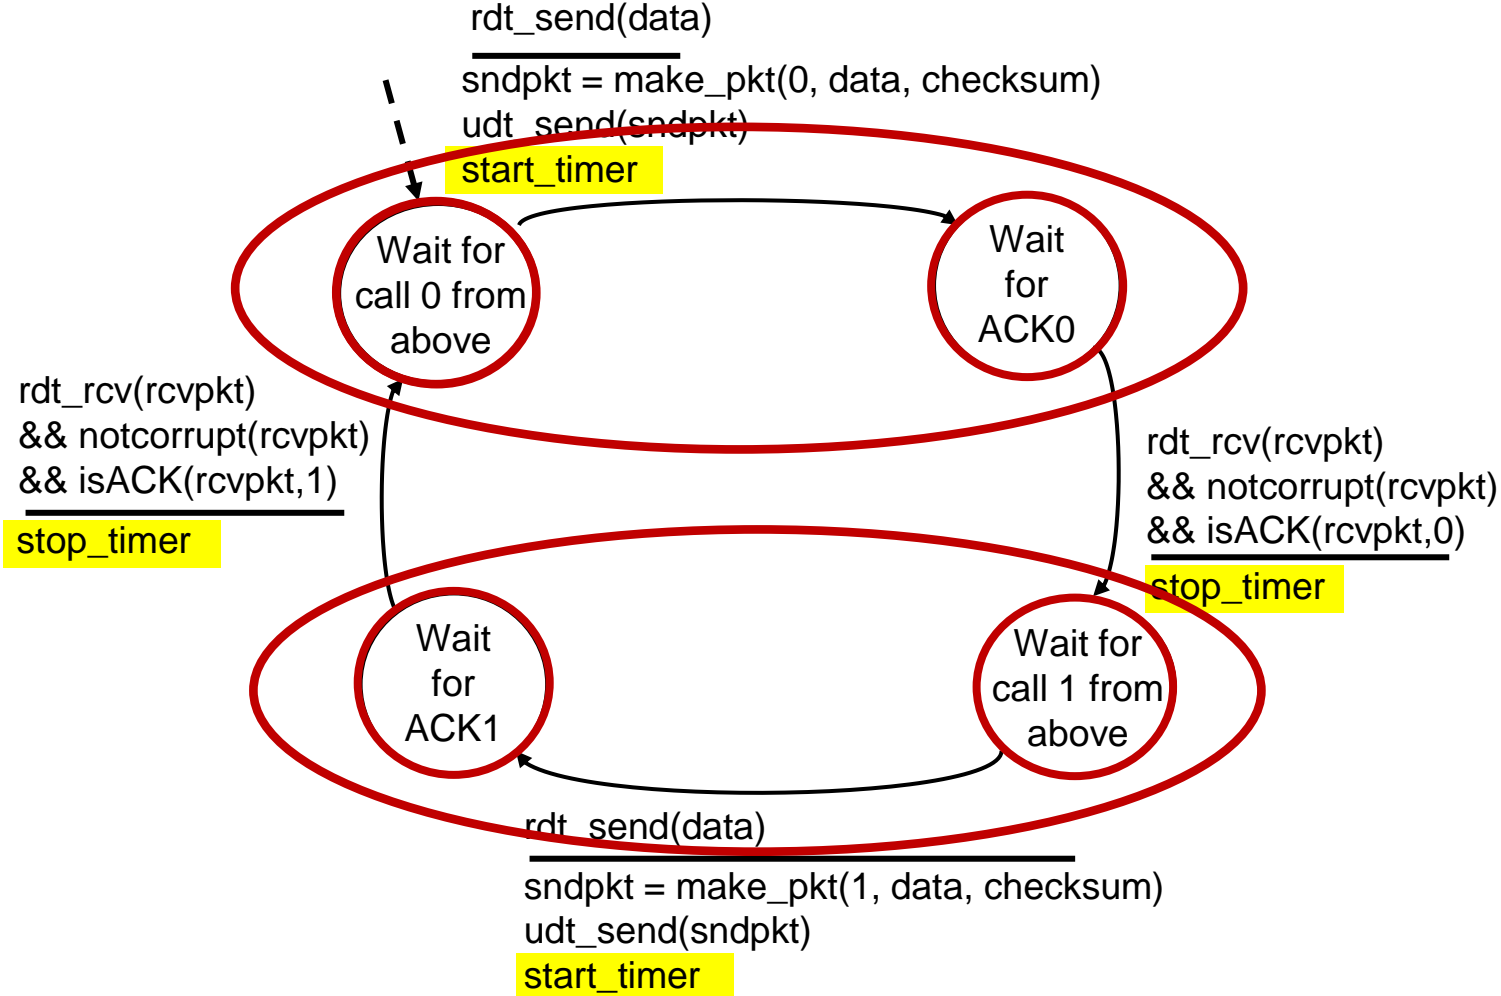 rdt_send(data)
sndpkt = make_pkt(0, data, checksum)
udt_send(sndpkt)
start_timer
Wait for
call 0 from
above
Wait
for
ACK0
rdt_rcv(rcvpkt)
&& notcorrupt(rcvpkt)
&& isACK(rcvpkt,1)
stop_timer
rdt_rcv(rcvpkt)
&& notcorrupt(rcvpkt)
&& isACK(rcvpkt,0)
stop_timer
Wait
for
ACK1
Wait for
call 1 from
above
rdt_send(data)
sndpkt = make_pkt(1, data, checksum)
udt_send(sndpkt)
start_timer